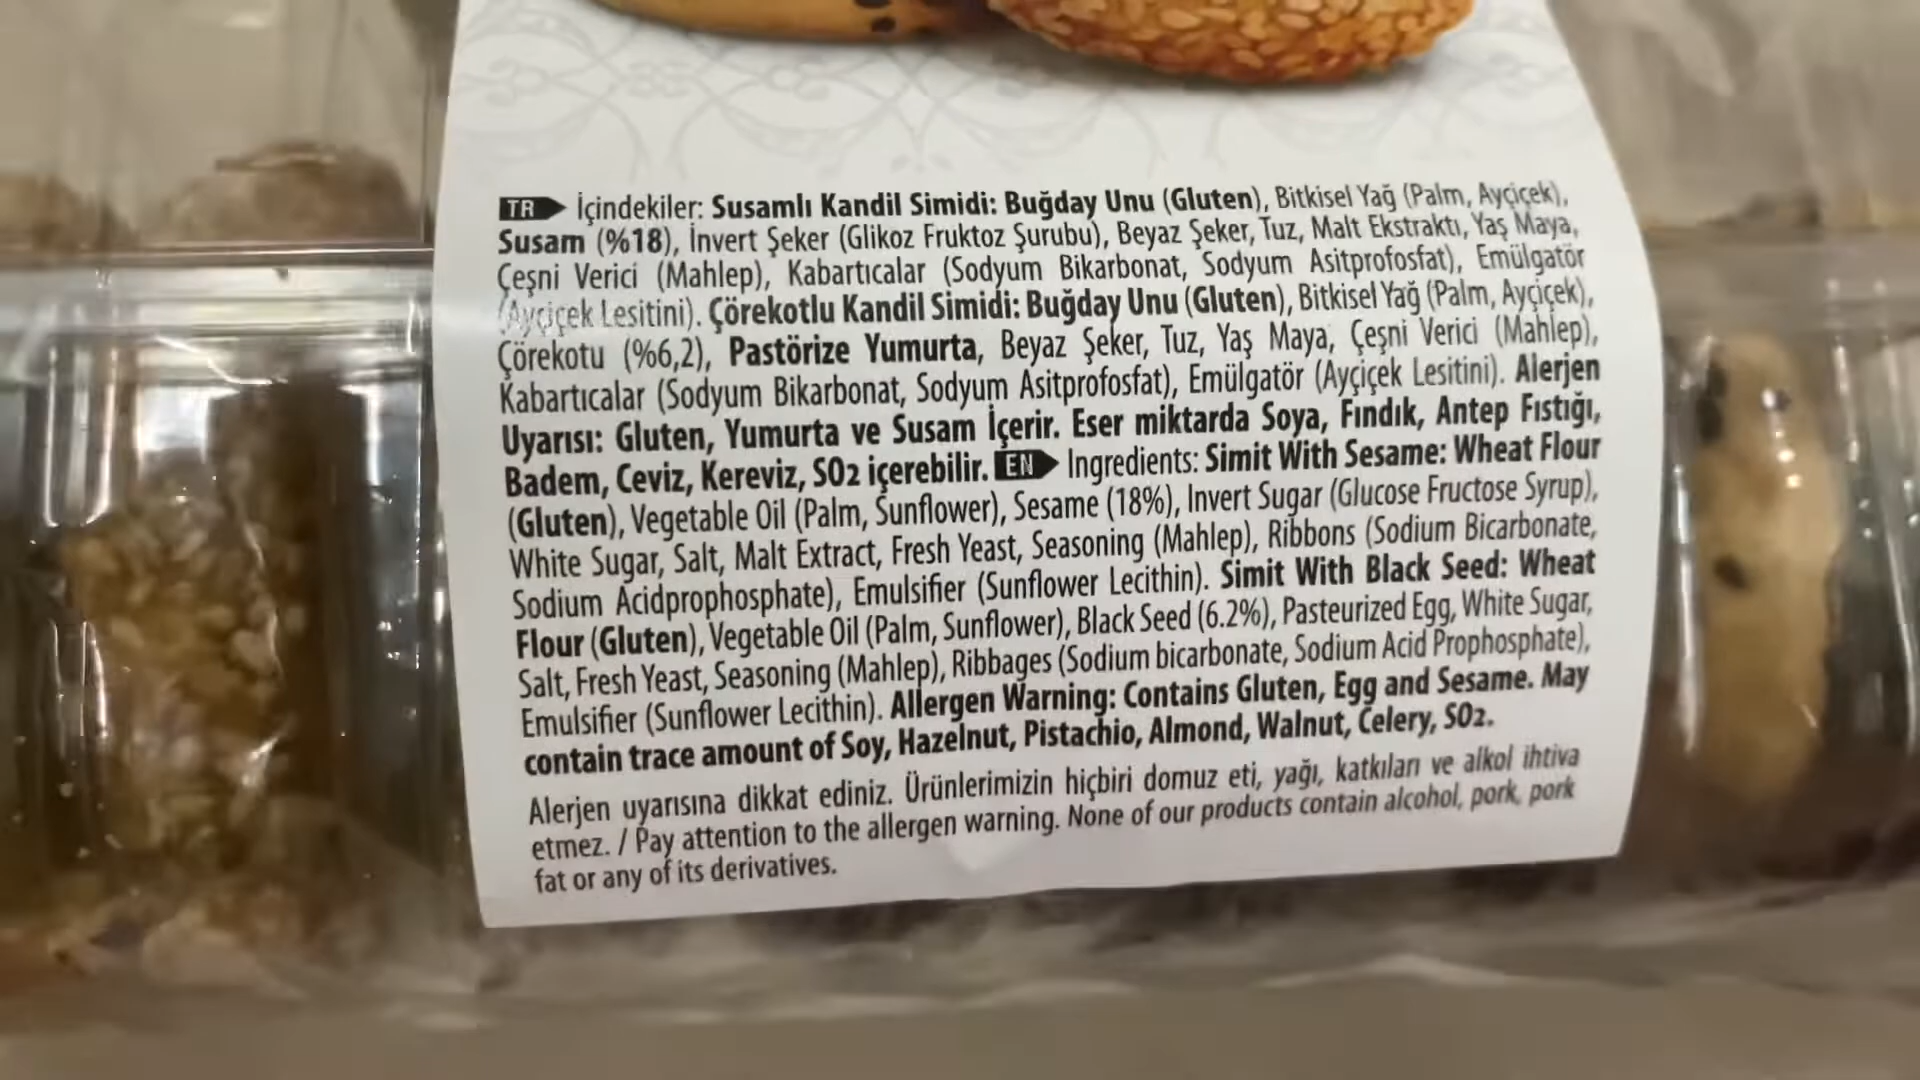 TR İçindekiler: Susamlı Kandil Simidi: Buğday Unu (Gluten), Bitkisel Yağ (Palm, Ayçiçek),
Susam (%18), İnvert Şeker (Glikoz Fruktoz Şurubu), Beyaz Şeker, Tuz, Malt Ekstraktı, Yaş Maya,
Çeşni Verici (Mahlep), Kabartıcalar (Sodyum Bikarbonat, Sodyum Asitprofosfat), Emülgatör
(Ayçiçek Lesitini). Çörekotlu Kandil Simidi: Buğday Unu (Gluten), Bitkisel Yağ (Palm, Ayçiçek),
Çörekotu (%6,2), Pastörize Yumurta, Beyaz Şeker, Tuz, Yaş Maya, Çeşni Verici (Mahlep),
Kabartıcalar (Sodyum Bikarbonat, Sodyum Asitprofosfat), Emülgatör (Ayçiçek Lesitini). Alerjen
Uyarısı: Gluten, Yumurta ve Susam İçerir. Eser miktarda Soya, Fındık, Antep Fıstığı,
Badem, Ceviz, Kereviz, SO2 içerebilir. EN Ingredients: Simit With Sesame: Wheat Flour
(Gluten), Vegetable Oil (Palm, Sunflower), Sesame (18%), Invert Sugar (Glucose Fructose Syrup),
White Sugar, Salt, Malt Extract, Fresh Yeast, Seasoning (Mahlep), Ribbons (Sodium Bicarbonate,
Sodium Acidprophosphate), Emulsifier (Sunflower Lecithin). Simit With Black Seed: Wheat
Flour (Gluten), Vegetable Oil (Palm, Sunflower), Black Seed (6.2%), Pasteurized Egg, White Sugar,
Salt, Fresh Yeast, Seasoning (Mahlep), Ribbages (Sodium bicarbonate, Sodium Acid Prophosphate),
Emulsifier (Sunflower Lecithin). Allergen Warning: Contains Gluten, Egg and Sesame. May
contain trace amount of Soy, Hazelnut, Pistachio, Almond, Walnut, Celery, SO2.
Alerjen uyarısına dikkat ediniz. Ürünlerimizin hiçbiri domuz eti, yağı, katkıları ve alkol ihtiva
etmez. / Pay attention to the allergen warning. None of our products contain alcohol, pork, pork
fat or any of its derivatives.